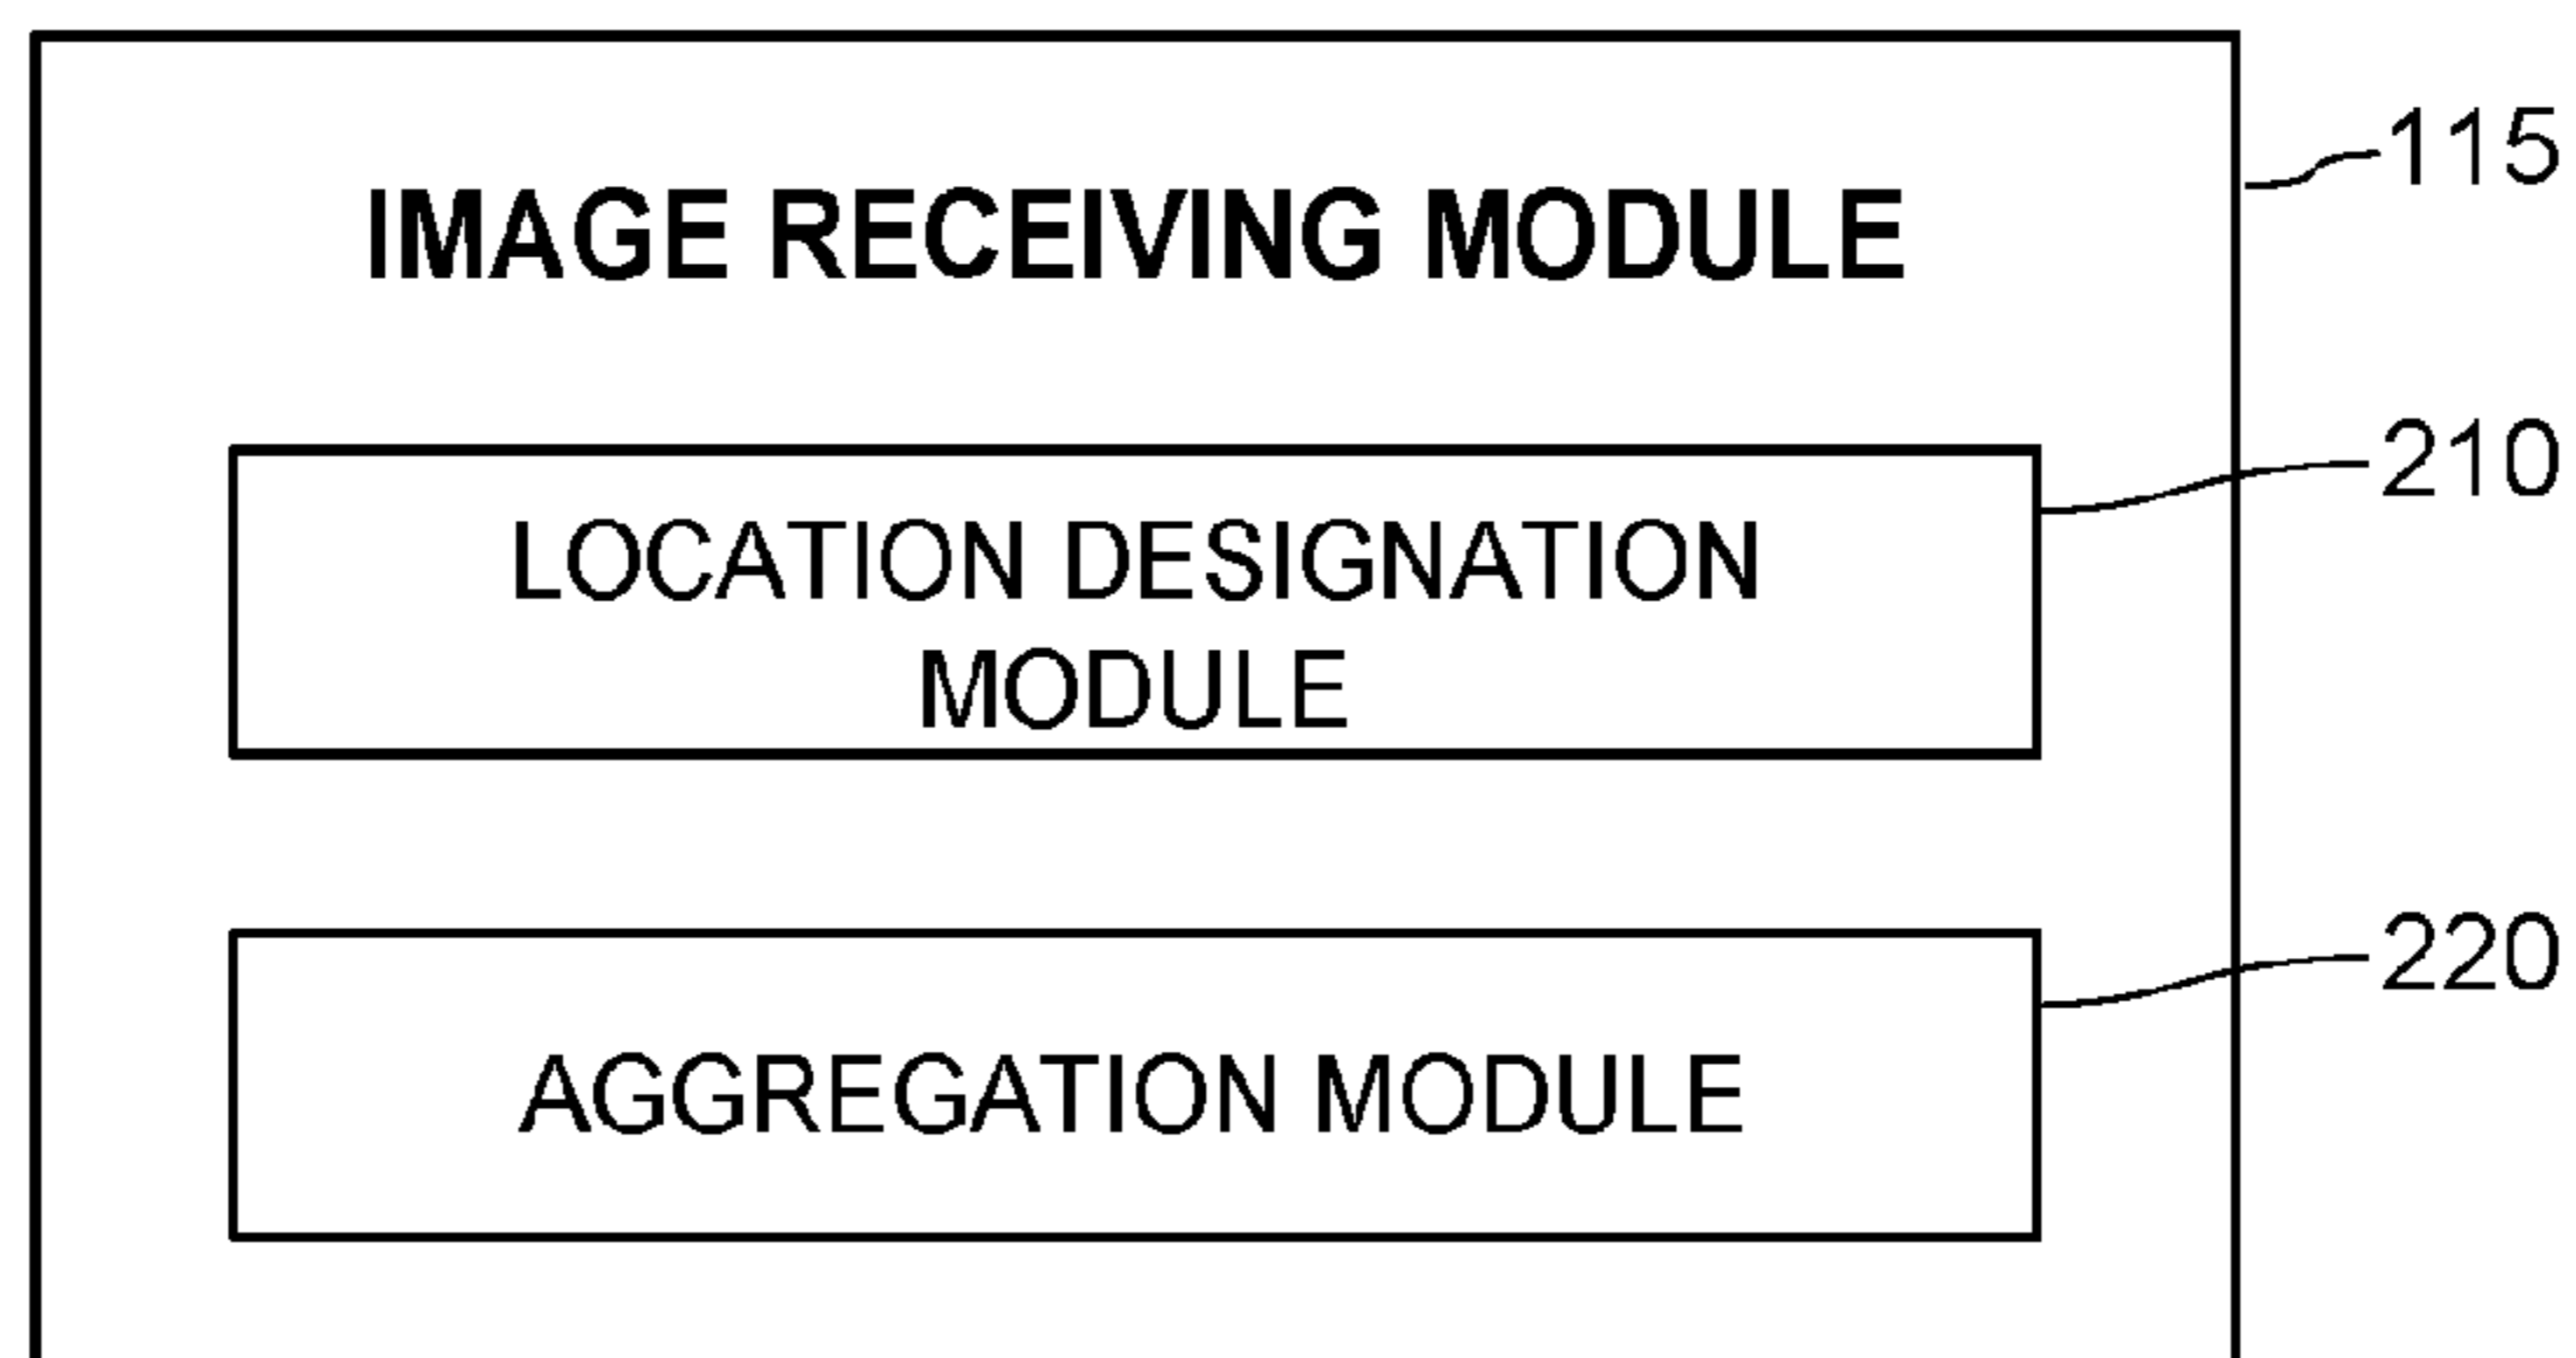 IMAGE RECEIVING MODULE
115
LOCATION DESIGNATION
MODULE
210
AGGREGATION MODULE
220